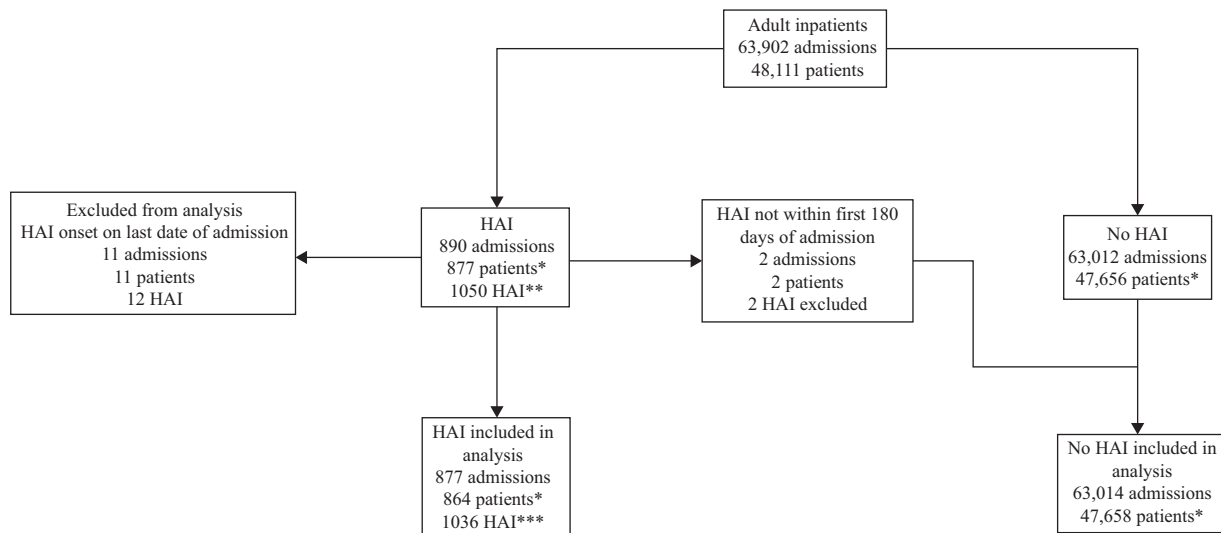 Adult inpatients
63,902 admissions
48,111 patients
Excluded from analysis
HAI onset on last date of admission
11 admissions
11 patients
12 HAI
HAI
890 admissions
877 patients*
1050 HAI**
HAI not within first 180
days of admission
2 admissions
2 patients
2 HAI excluded
No HAI
63,012 admissions
47,656 patients*
HAI included in
analysis
877 admissions
864 patients*
1036 HAI***
No HAI included in
analysis
63,014 admissions
47,658 patients*